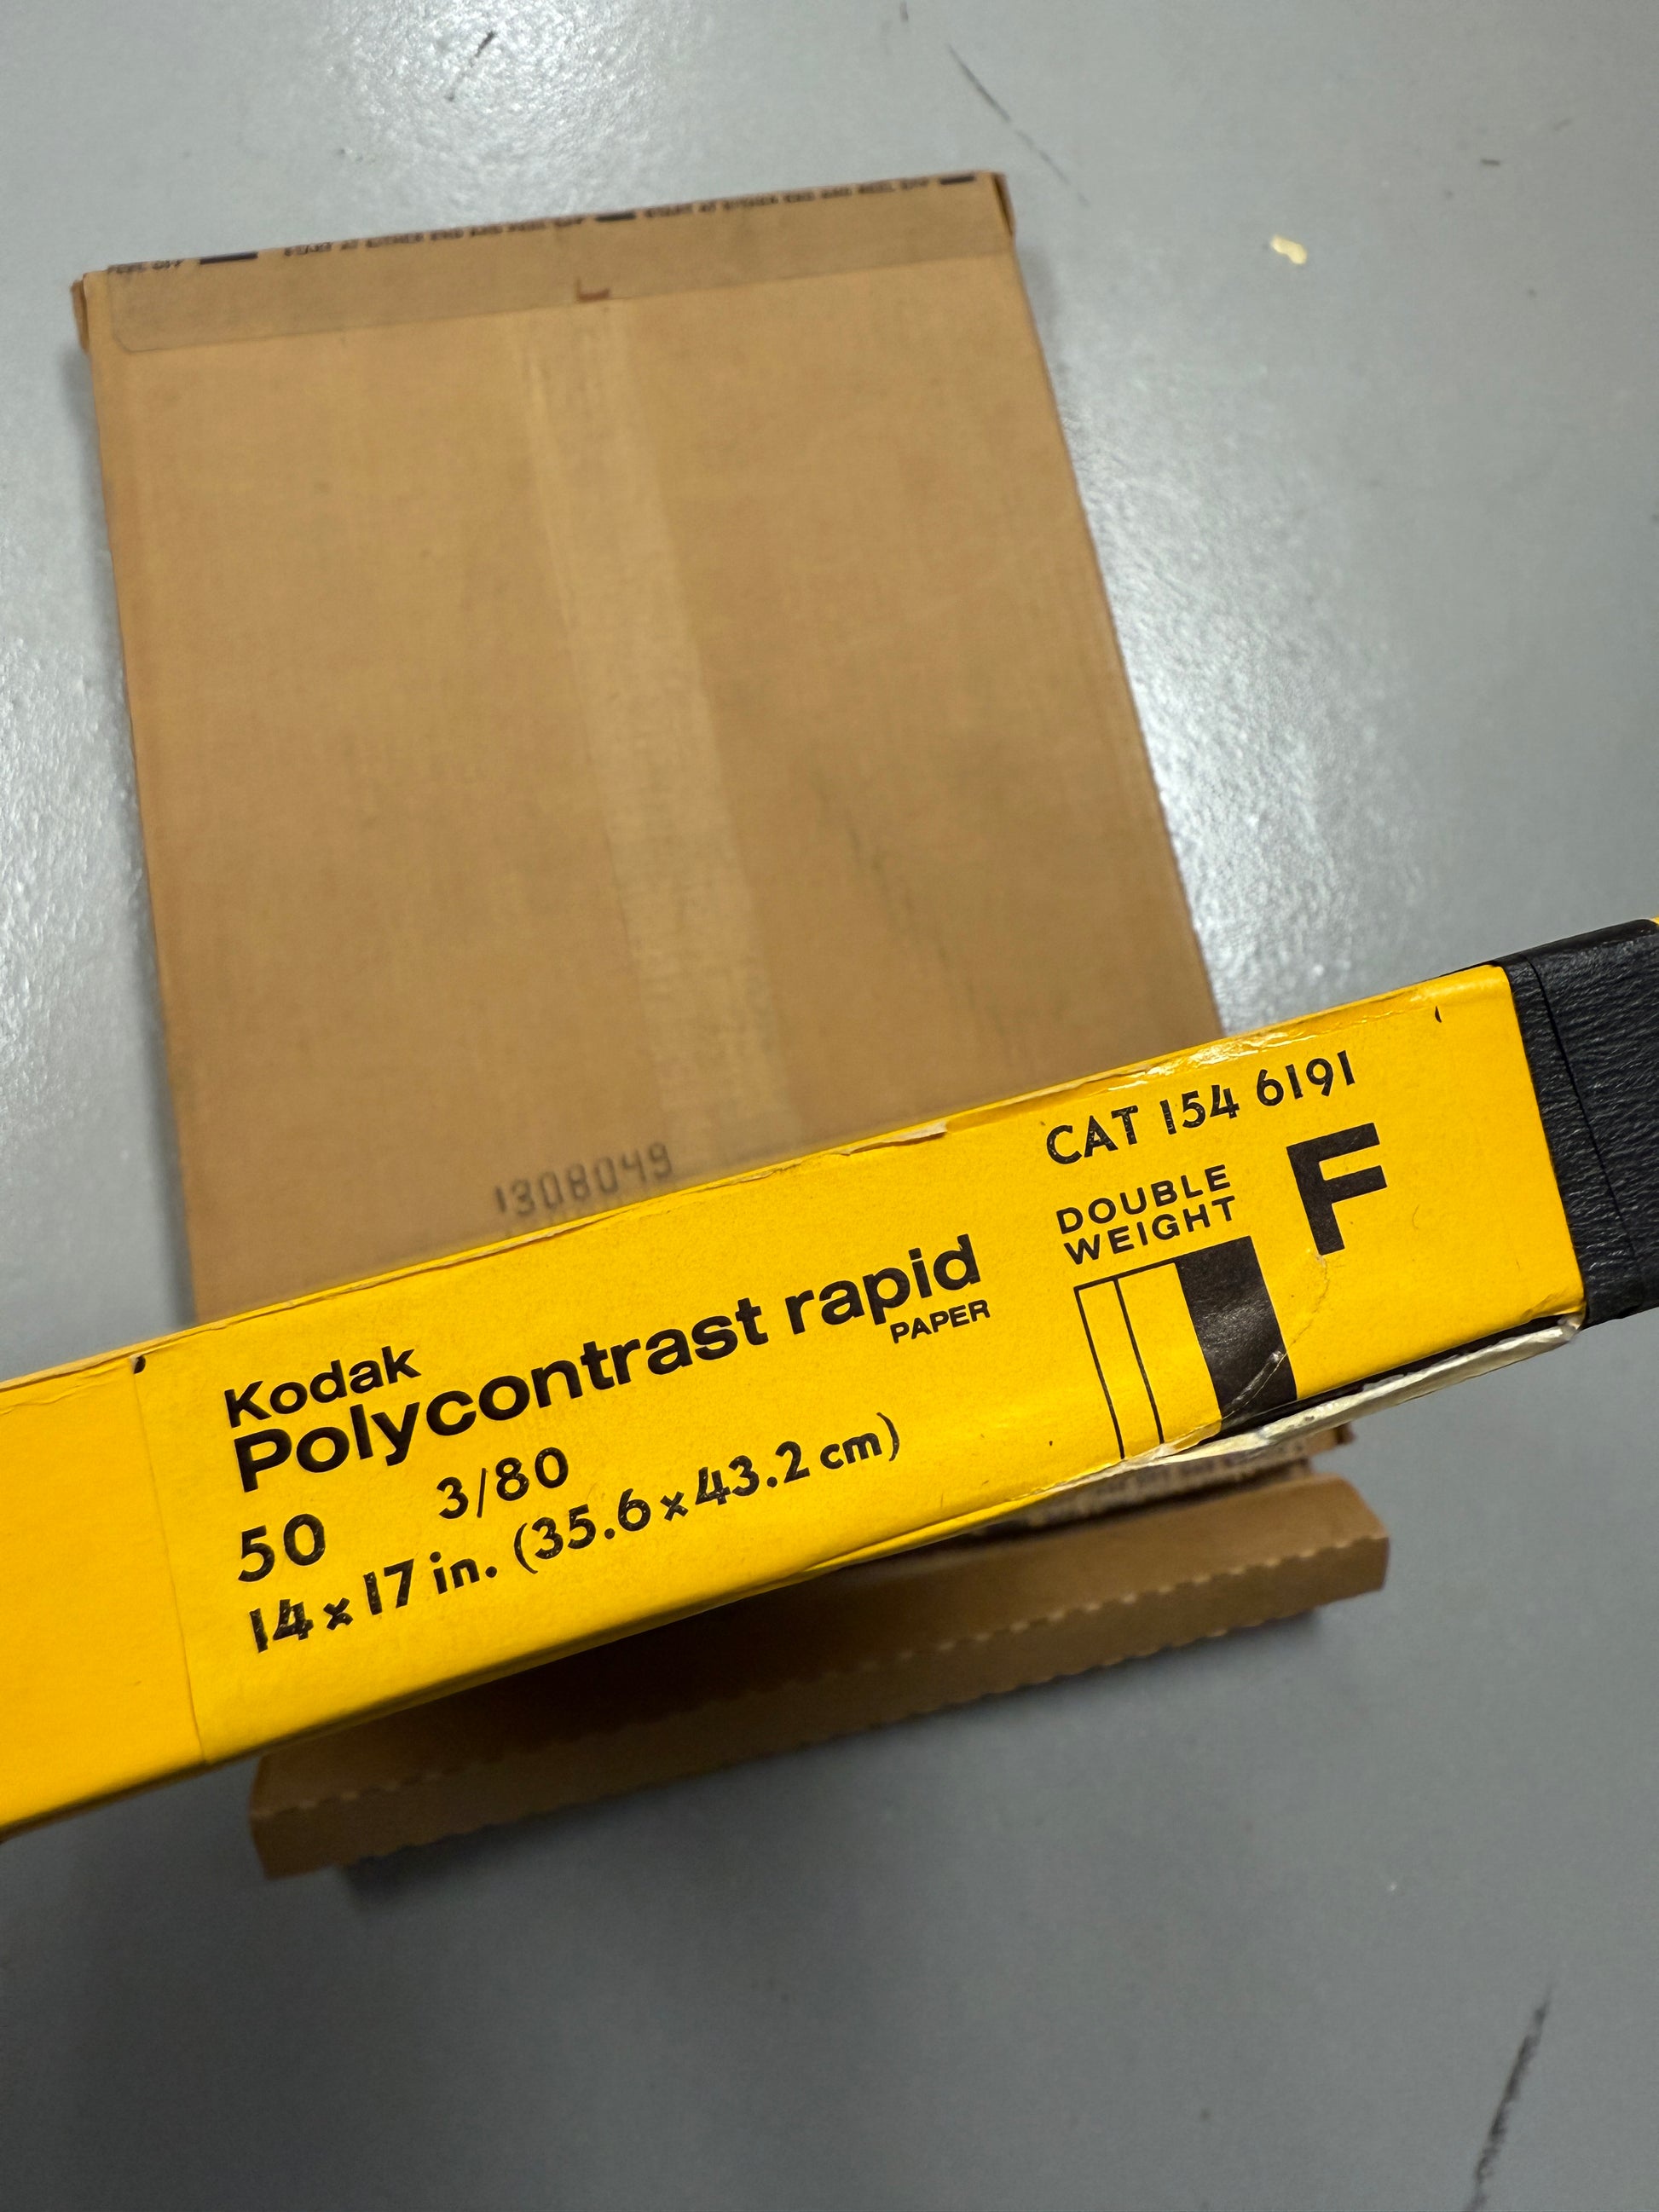 1308049
CAT 154 6191
DOUBLE
WEIGHT
F
Kodak
Polycontrast rapid
PAPER
50 3/80
14 x 17 in. (35.6 x 43.2 cm)